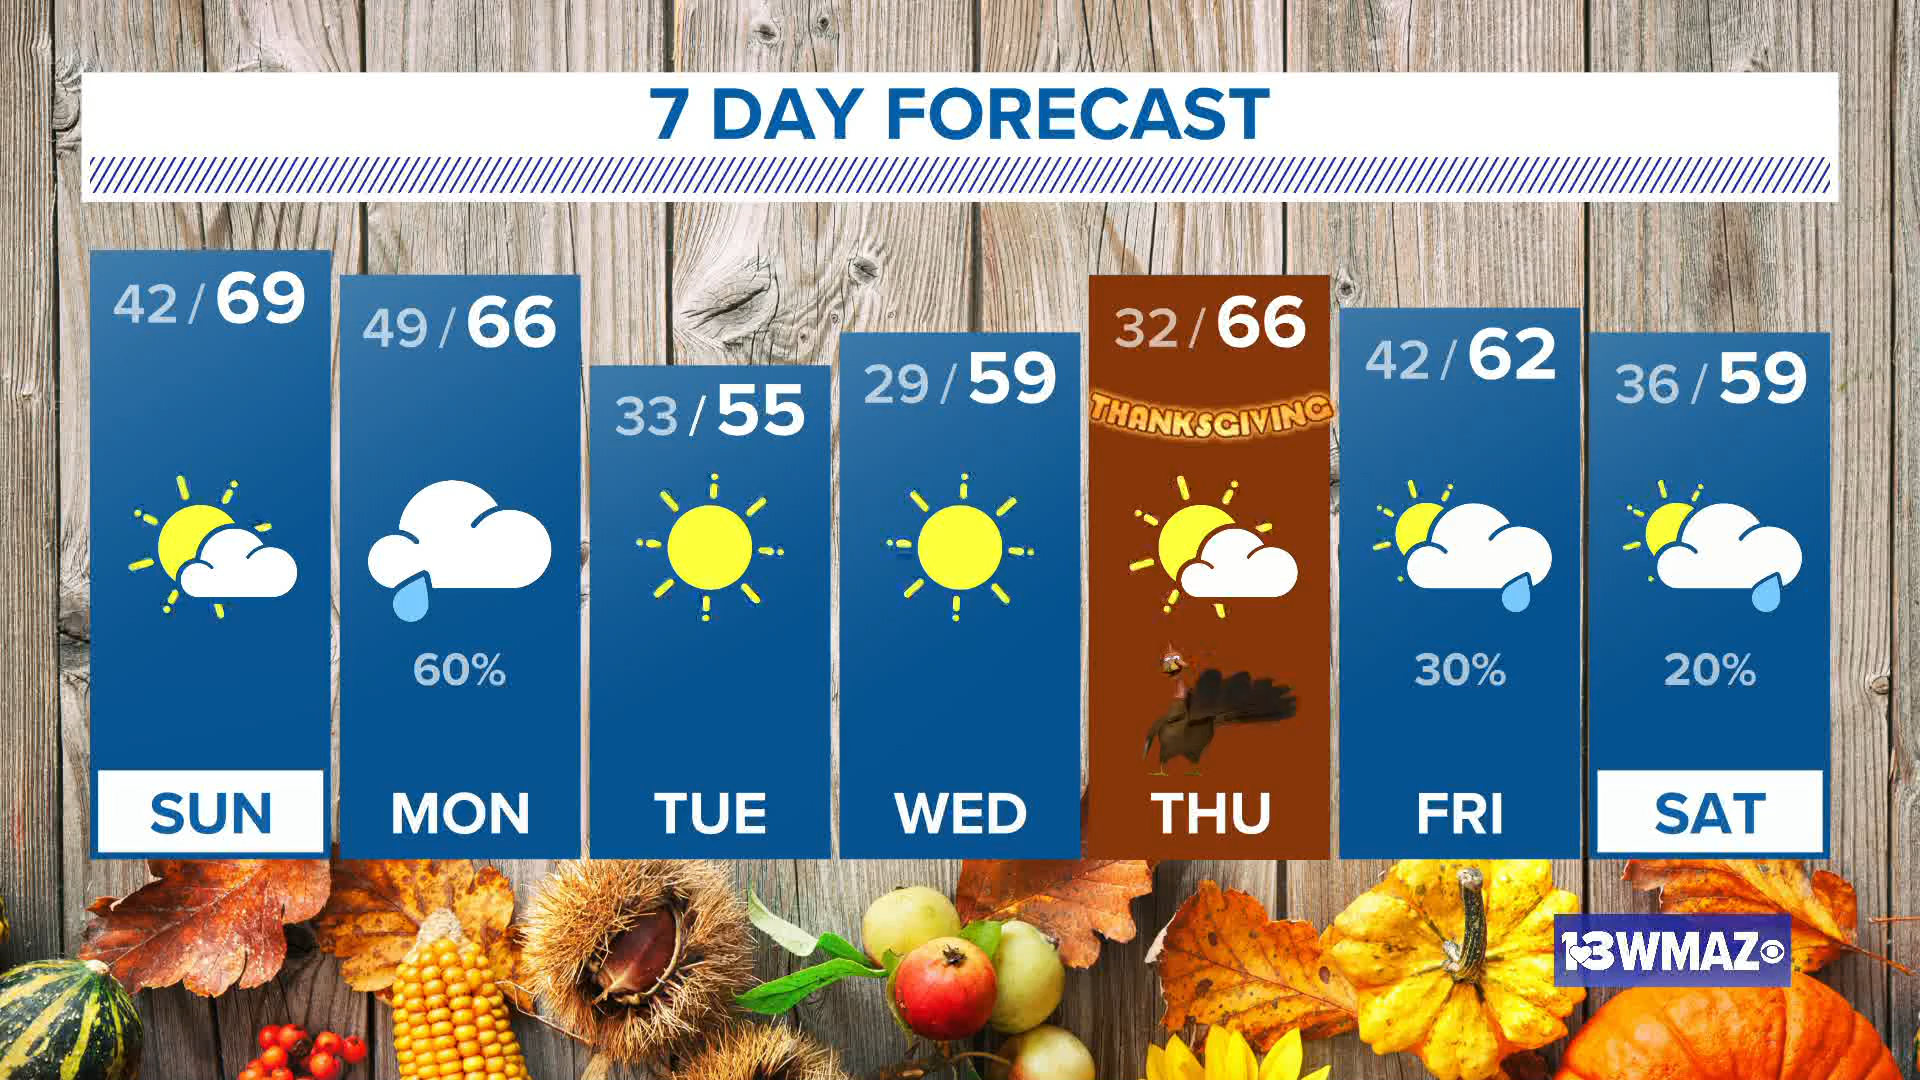 7 DAY FORECAST
42/69
49/66
33/55
29/59
32/66
42/62
36/59
THANKSGIVING
60%
30%
20%
SUN
MON
TUE
WED
THU
FRI
SAT
13WMAZ